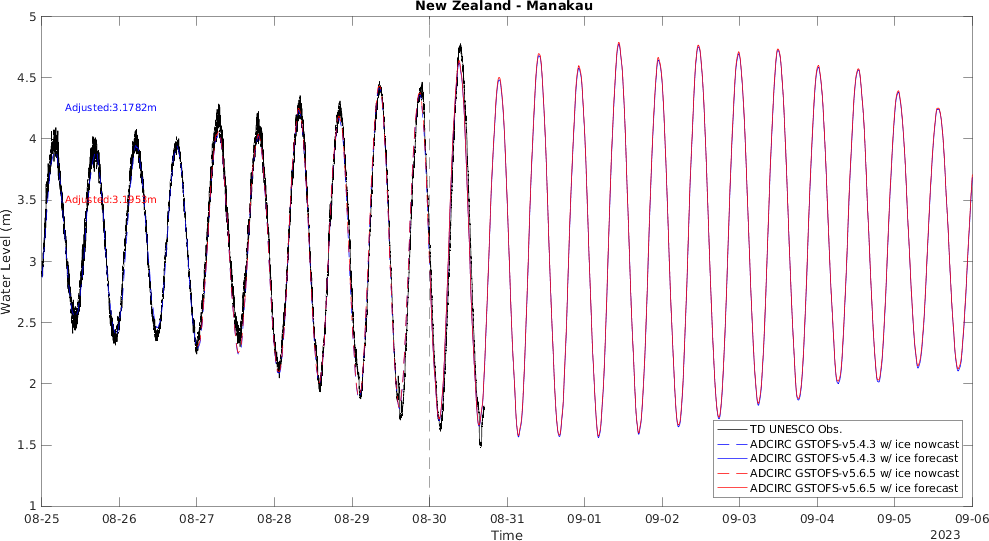 New Zealand - Manakau
5
4.5
4
3.5
3
2.5
2
1.5
1
Water Level (m)
Adjusted:3.1782m
Adjusted:3.1953m
TD UNESCO Obs.
ADCIRC GSTOFS-v5.4.3 w/ ice nowcast
ADCIRC GSTOFS-v5.4.3 w/ ice forecast
ADCIRC GSTOFS-v5.6.5 w/ ice nowcast
ADCIRC GSTOFS-v5.6.5 w/ ice forecast
08-25 08-26 08-27 08-28 08-29 08-30 08-31 09-01 09-02 09-03 09-04 09-05 09-06
Time
2023